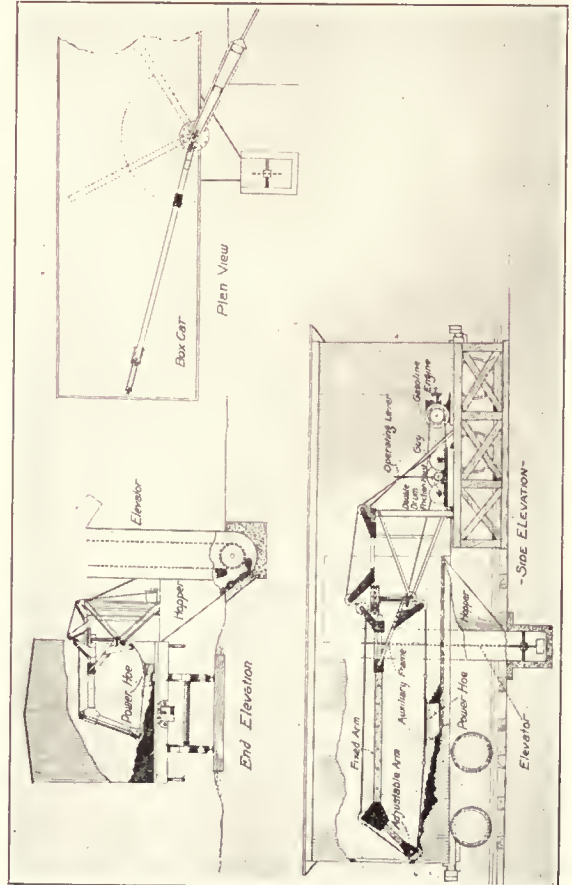 Box Car
Plan View
Elevator
Hopper
Power Hoe
End Elevation
Operating Lever
Guy
Gasoline
Engine
Double
Drum
Friction Hoist
Fixed Arm
Auxiliary Frame
Adjustable Arm
Hopper
Power Hoe
Elevator
-SIDE ELEVATION-